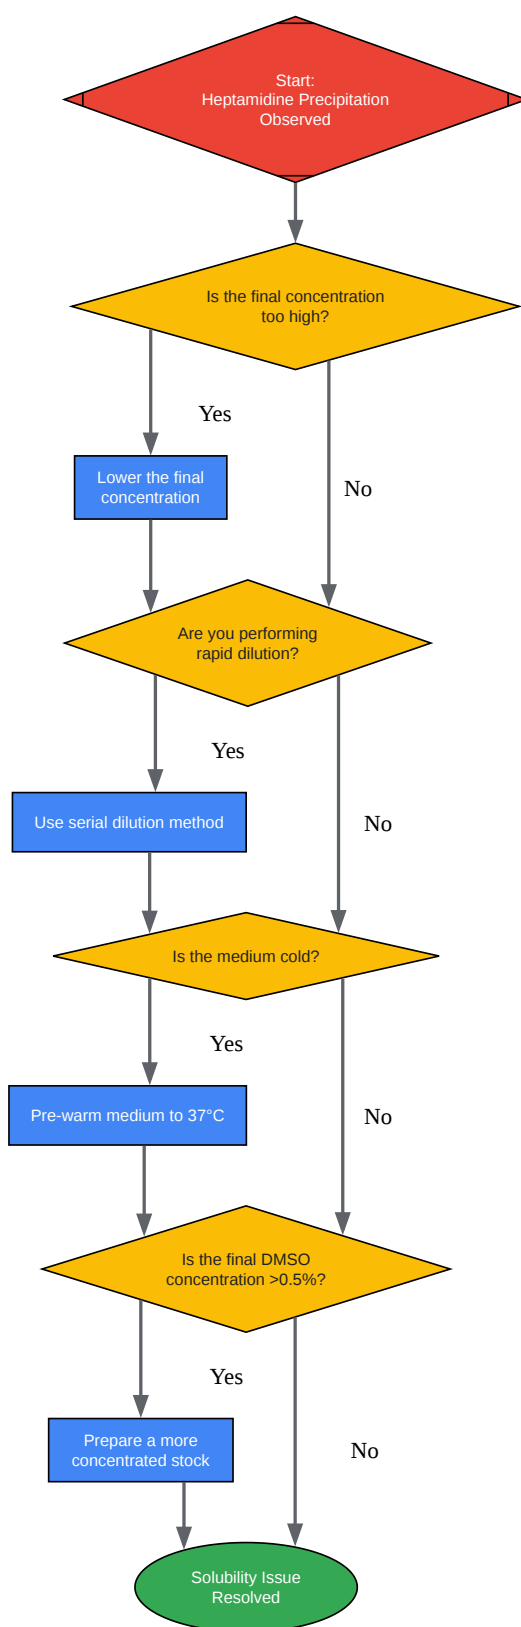 Start:
Heptamidine Precipitation
Observed
Is the final concentration
too high?
Yes
No
Lower the final
concentration
Are you performing
rapid dilution?
Yes
No
Use serial dilution method
Is the medium cold?
Yes
No
Pre-warm medium to 37°C
Is the final DMSO
concentration >0.5%?
Yes
No
Prepare a more
concentrated stock
Solubility Issue
Resolved